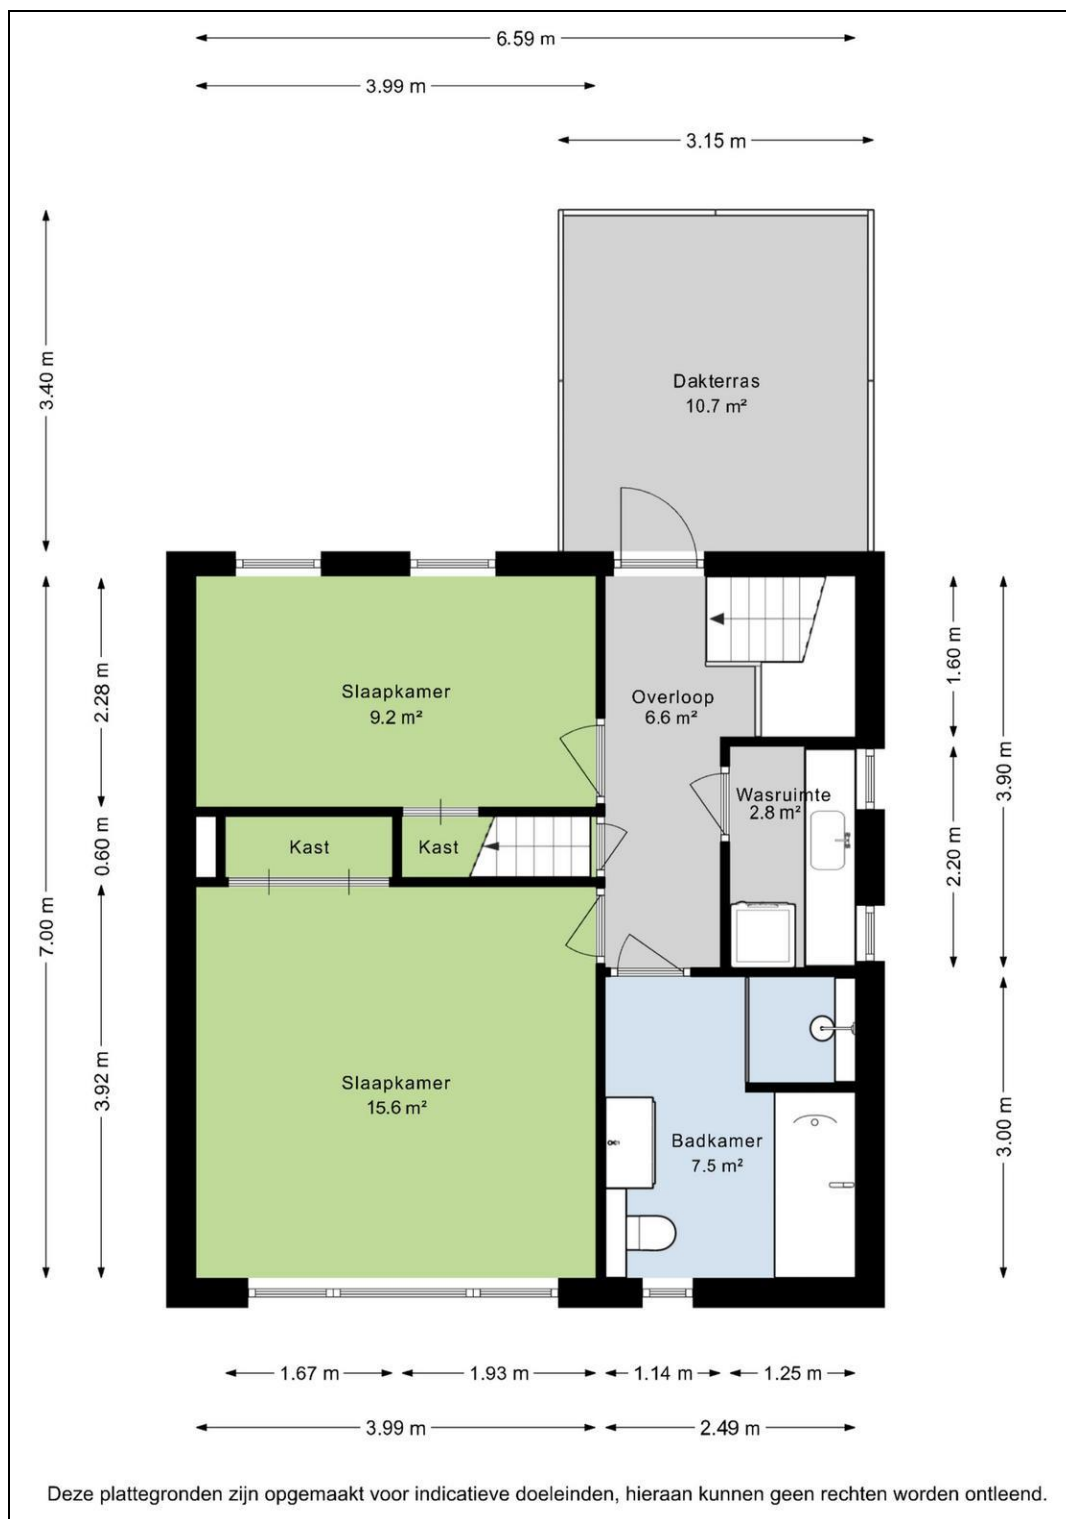 6.59 m
3.99 m
3.15 m
3.40 m
Dakterras
10.7 m²
7.00 m
2.28 m
0.60 m
3.92 m
Slaapkamer
9.2 m²
Overloop
6.6 m²
1.60 m
3.90 m
2.20 m
3.00 m
Wasruimte
2.8 m²
Kast
Kast
Slaapkamer
15.6 m²
Badkamer
7.5 m²
1.67 m
1.93 m
1.14 m
1.25 m
3.99 m
2.49 m
Deze plattegronden zijn opgemaakt voor indicatieve doeleinden, hieraan kunnen geen rechten worden ontleend.